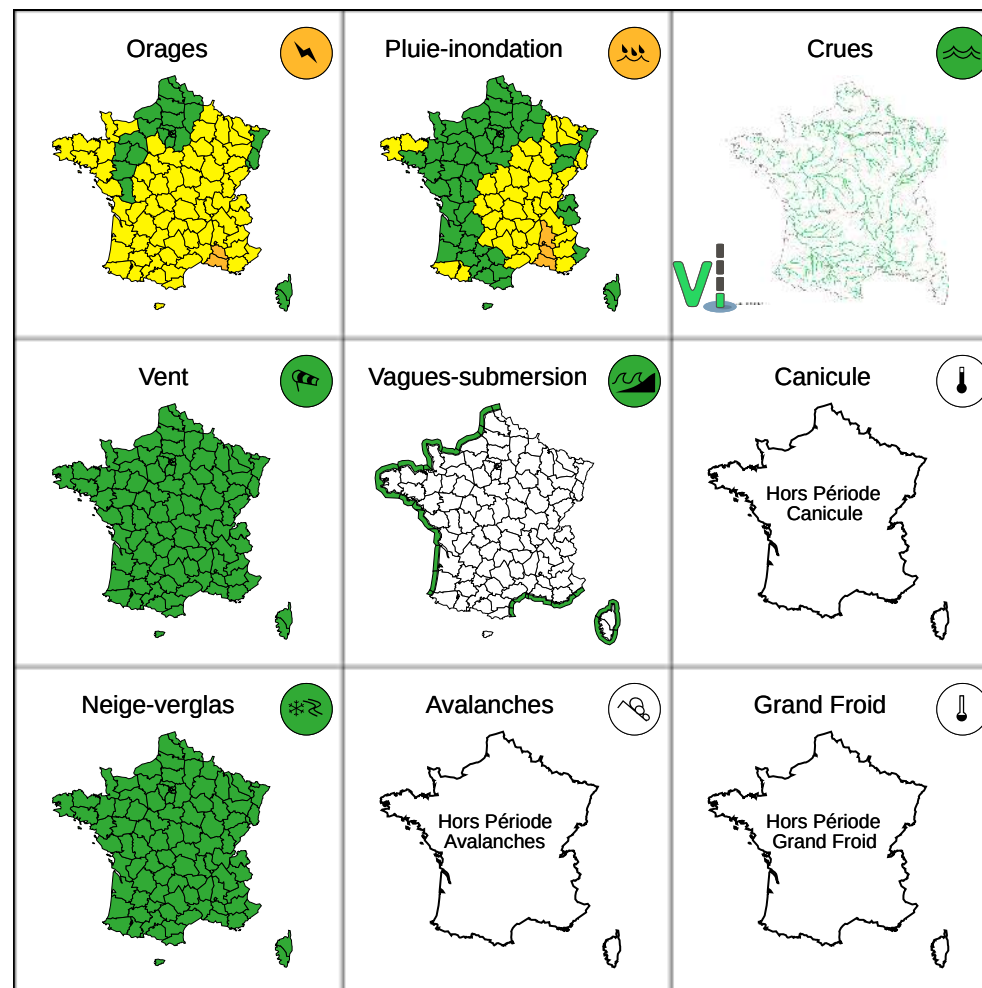 Orages
Pluie-inondation
Crues
Vent
Vagues-submersion
Canicule
Hors Période
Canicule
Neige-verglas
Avalanches
Grand Froid
Hors Période
Avalanches
Hors Période
Grand Froid